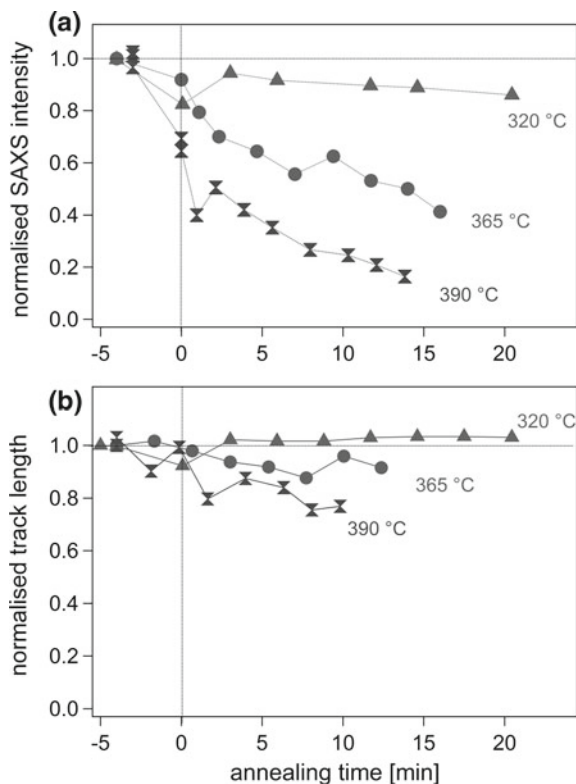 (a)
normalised SAXS intensity
1.0
0.8
0.6
0.4
0.2
0.0
320 °C
365 °C
390 °C
-5 0 5 10 15 20
(b)
normalised track length
1.0
0.8
0.6
0.4
0.2
0.0
320 °C
365 °C
390 °C
-5 0 5 10 15 20
annealing time [min]